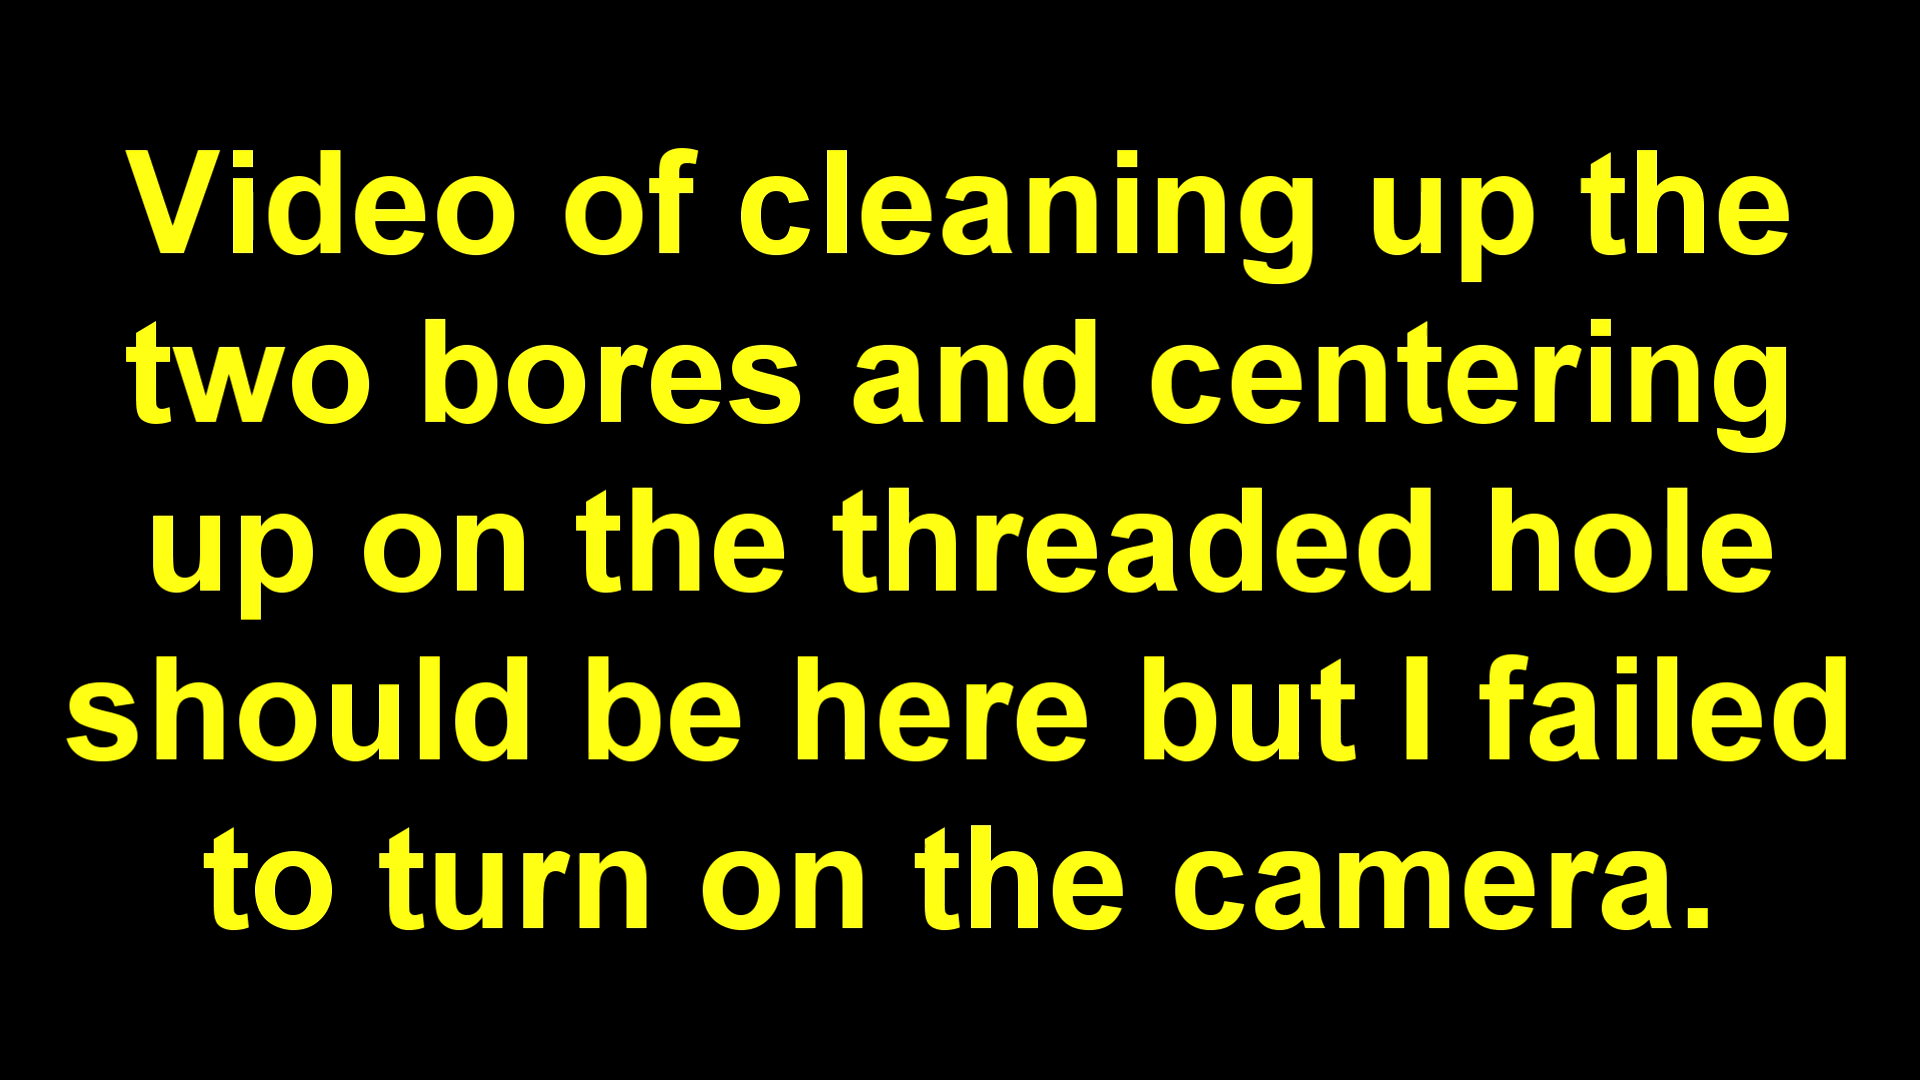 Video of cleaning up the
two bores and centering
up on the threaded hole
should be here but I failed
to turn on the camera.